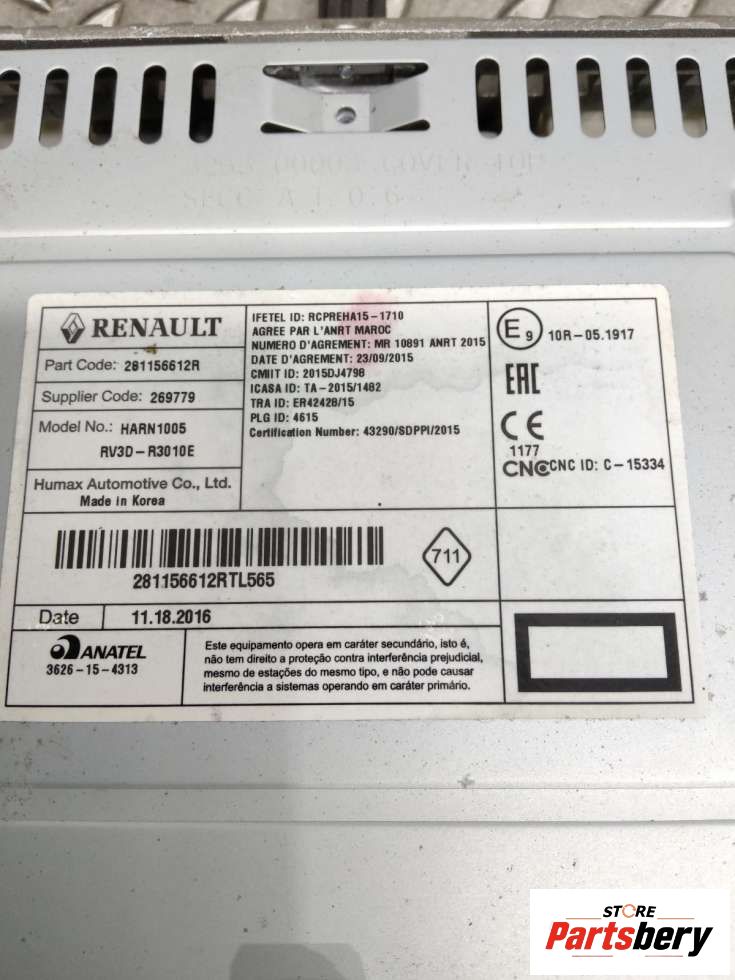 RENAULT
Part Code: 281156612R
Supplier Code: 269779
Model No.: HARN1005
RV3D-R3010E
Humax Automotive Co., Ltd.
Made in Korea
IFETEL ID: RCPREHA15-1710
AGREE PAR L'ANRT MAROC
NUMERO D'AGREMENT: MR 10891 ANRT 2015
DATE D'AGREMENT: 23/09/2015
CMIIT ID: 2015DJ4798
ICASA ID: TA-2015/1482
TRA ID: ER42428/15
PLG ID: 4615
Certification Number: 43290/SDPPI/2015
E9 10R-05.1917
EAC
CE
1177
CNC CNC ID: C-15334
281156612RTL565
711
Date 11.18.2016
ANATEL
3626-15-4313
Este equipamento opera em caráter secundário, isto é,
não tem direito a proteção contra interferência prejudicial,
mesmo de estações do mesmo tipo, e não pode causar
interferência a sistemas operando em caráter primário.
STORE
Partsbery